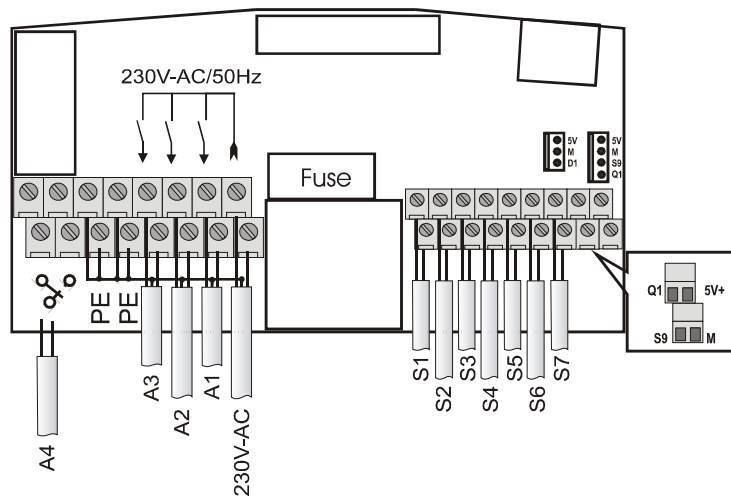 230V-AC/50Hz
5V
M
D1
5V
M
S9
Q1
Fuse
PE
PE
Q1 5V+
S9 M
A4
A3
A2
A1
230V-AC
S1
S2
S3
S4
S5
S6
S7